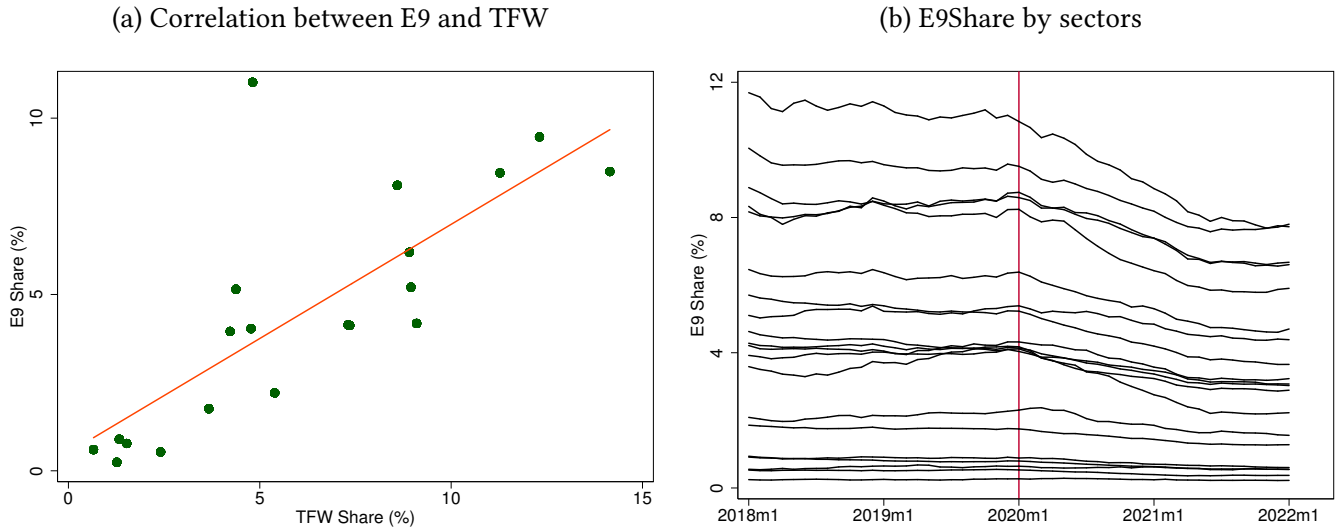 (a) Correlation between E9 and TFW
(b) E9Share by sectors
E9 Share (%)
10
5
0
0 5 10 15
TFW Share (%)
E9 Share (%)
12
8
4
0
2018m1 2019m1 2020m1 2021m1 2022m1